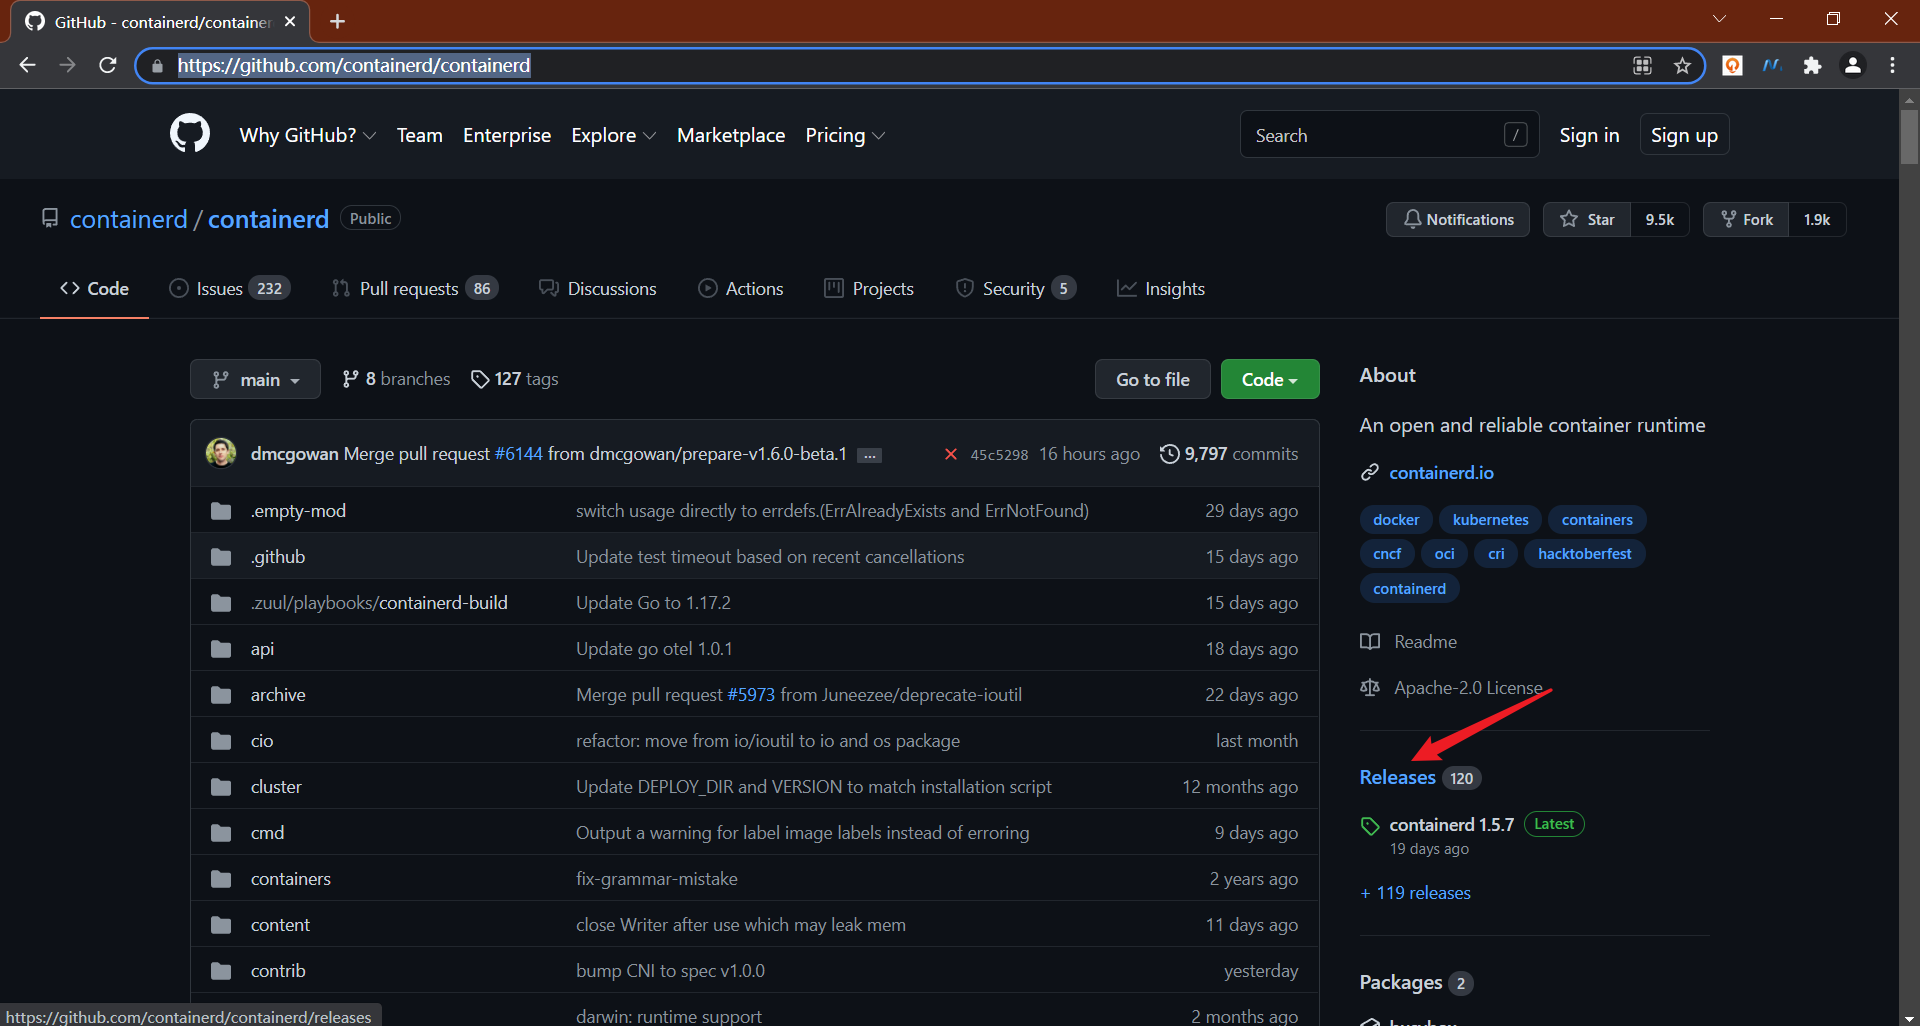 GitHub - containerd/container
https://github.com/containerd/containerd
Why GitHub? Team Enterprise Explore Marketplace Pricing Search / Sign in Sign up
containerd / containerd Public Notifications Star 9.5k Fork 1.9k
Code Issues 232 Pull requests 86 Discussions Actions Projects Security 5 Insights
main 8 branches 127 tags Go to file Code
dmcgowan Merge pull request #6144 from dmcgowan/prepare-v1.6.0-beta.1 ... 45c5298 16 hours ago 9,797 commits
.empty-mod switch usage directly to errdefs.(ErrAlreadyExists and ErrNotFound) 29 days ago
.github Update test timeout based on recent cancellations 15 days ago
.zuul/playbooks/containerd-build Update Go to 1.17.2 15 days ago
api Update go otel 1.0.1 18 days ago
archive Merge pull request #5973 from Juneezee/deprecate-ioutil 22 days ago
cio refactor: move from io/ioutil to io and os package last month
cluster Update DEPLOY_DIR and VERSION to match installation script 12 months ago
cmd Output a warning for label image labels instead of erroring 9 days ago
containers fix-grammar-mistake 2 years ago
content close Writer after use which may leak mem 11 days ago
contrib bump CNI to spec v1.0.0 yesterday
darwin: runtime support 2 months ago
About
An open and reliable container runtime
containerd.io
docker kubernetes containers
cncf oci cri hacktoberfest
containerd
Readme
Apache-2.0 License
Releases 120
containerd 1.5.7 Latest
19 days ago
+ 119 releases
Packages 2
https://github.com/containerd/containerd/releases